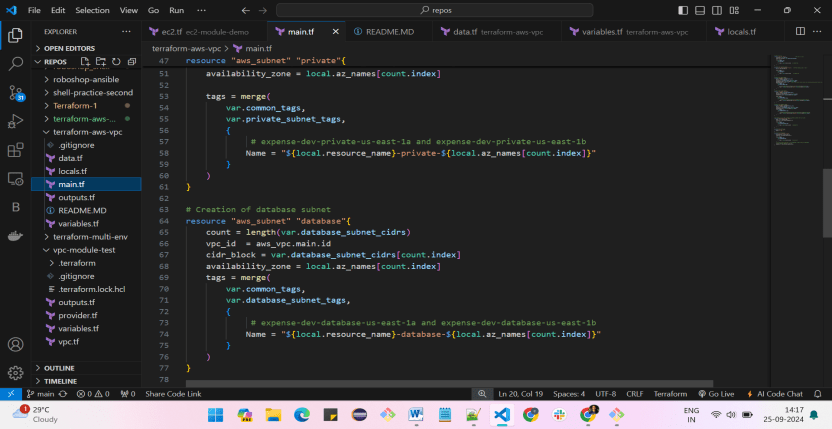 File Edit Selection View Go Run ··· ← → repos
EXPLORER ···
ec2.tf ec2-module-demo main.tf × README.MD data.tf terraform-aws-vpc variables.tf terraform-aws-vpc locals.tf
OPEN EDITORS
REPOS
roboshop-ansible
shell-practice-second
Terraform-1
terraform-aws-...
terraform-aws-vpc
.gitignore
data.tf
locals.tf
main.tf
outputs.tf
README.MD
variables.tf
terraform-multi-env
vpc-module-test
.terraform
.gitignore
.terraform.lock.hcl
outputs.tf
provider.tf
variables.tf
vpc.tf
OUTLINE
TIMELINE
31
terraform-aws-vpc > main.tf
47 resource "aws_subnet" "private"{
51 availability_zone = local.az_names[count.index]
52
53 tags = merge(
54 var.common_tags,
55 var.private_subnet_tags,
56 {
57 # expense-dev-private-us-east-1a and expense-dev-private-us-east-1b
58 Name = "${local.resource_name}-private-${local.az_names[count.index]}"
59 }
60 )
61 }
62
63 # Creation of database subnet
64 resource "aws_subnet" "database"{
65 count = length(var.database_subnet_cidrs)
66 vpc_id = aws_vpc.main.id
67 cidr_block = var.database_subnet_cidrs[count.index]
68 availability_zone = local.az_names[count.index]
69 tags = merge(
70 var.common_tags,
71 var.database_subnet_tags,
72 {
73 # expense-dev-database-us-east-1a and expense-dev-database-us-east-1b
74 Name = "${local.resource_name}-database-${local.az_names[count.index]}"
75 }
76 )
77 }
78
main 0 0 0 Share Code Link Ln 20, Col 19 Spaces: 4 UTF-8 CRLF Terraform Go Live AI Code Chat
1 29°C
Cloudy
ENG
IN
14:17
25-09-2024